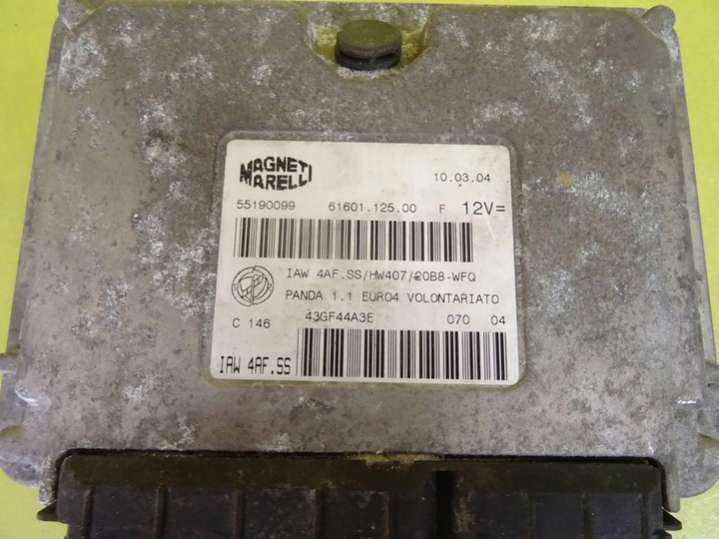 MAGNETI
MARELLI
10.03.04
55190099 61601.125.00 F 12V=
IAW 4AF.SS/HW407/20B8-WFQ
PANDA 1.1 EURO4 VOLONTARIATO
C 146 43GF44A3E 070 04
IAW 4AF.SS